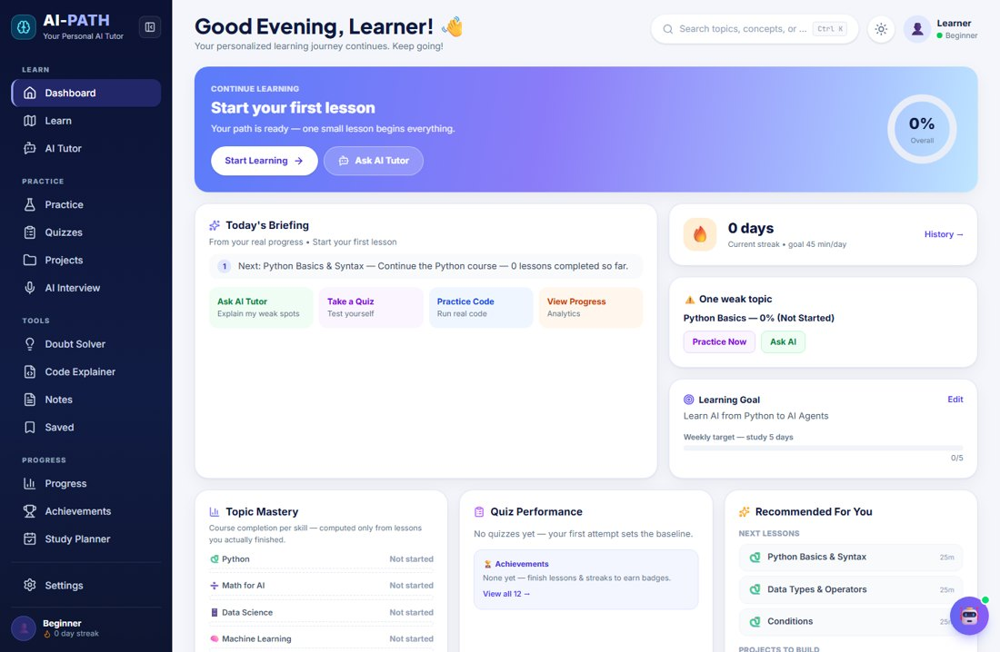 AI-PATH
Your Personal AI Tutor
LEARN
Dashboard
Learn
AI Tutor
PRACTICE
Practice
Quizzes
Projects
AI Interview
TOOLS
Doubt Solver
Code Explainer
Notes
Saved
PROGRESS
Progress
Achievements
Study Planner
Settings
Beginner
0 day streak
Good Evening, Learner! 👋
Your personalized learning journey continues. Keep going!
Search topics, concepts, or ... Ctrl K
Learner
Beginner
CONTINUE LEARNING
Start your first lesson
Your path is ready — one small lesson begins everything.
Start Learning →
Ask AI Tutor
0%
Overall
Today's Briefing
From your real progress • Start your first lesson
1 Next: Python Basics & Syntax — Continue the Python course — 0 lessons completed so far.
Ask AI Tutor
Explain my weak spots
Take a Quiz
Test yourself
Practice Code
Run real code
View Progress
Analytics
0 days
Current streak • goal 45 min/day
History →
One weak topic
Python Basics — 0% (Not Started)
Practice Now
Ask AI
Learning Goal
Edit
Learn AI from Python to AI Agents
Weekly target — study 5 days
0/5
Topic Mastery
Course completion per skill — computed only from lessons
you actually finished.
Python Not started
Math for AI Not started
Data Science Not started
Machine Learning Not started
Quiz Performance
No quizzes yet — your first attempt sets the baseline.
Achievements
None yet — finish lessons & streaks to earn badges.
View all 12 →
Recommended For You
NEXT LESSONS
Python Basics & Syntax 25m
Data Types & Operators 25m
Conditions
PROJECTS TO BUILD